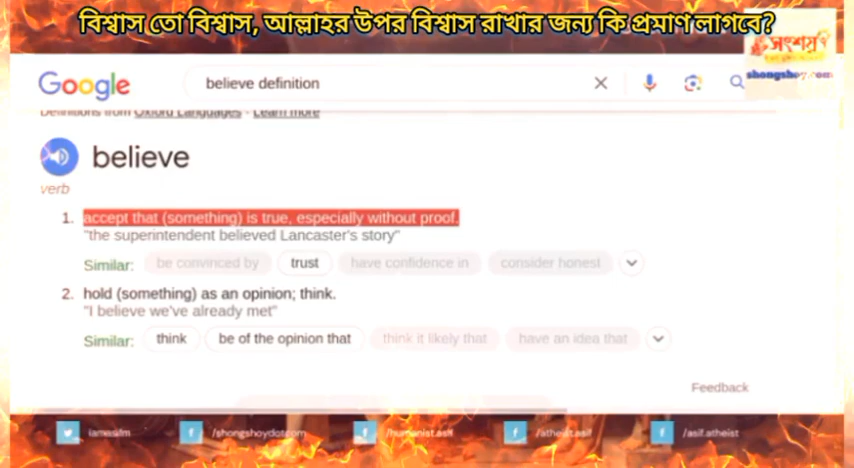 বিশ্বাস তো বিশ্বাস, আল্লাহর উপর বিশ্বাস রাখার জন্য কি প্রমাণ লাগবে?
সংশয়
shongshoy.com
Google believe definition
Definitions from Oxford Languages · Learn more
believe
verb
1. accept that (something) is true, especially without proof.
"the superintendent believed Lancaster's story"
Similar: be convinced by trust have confidence in consider honest
2. hold (something) as an opinion; think.
"I believe we've already met"
Similar: think be of the opinion that think it likely that have an idea that
Feedback
/shongshoydotcom /humanist.asif /atheist.asif /asif.atheist